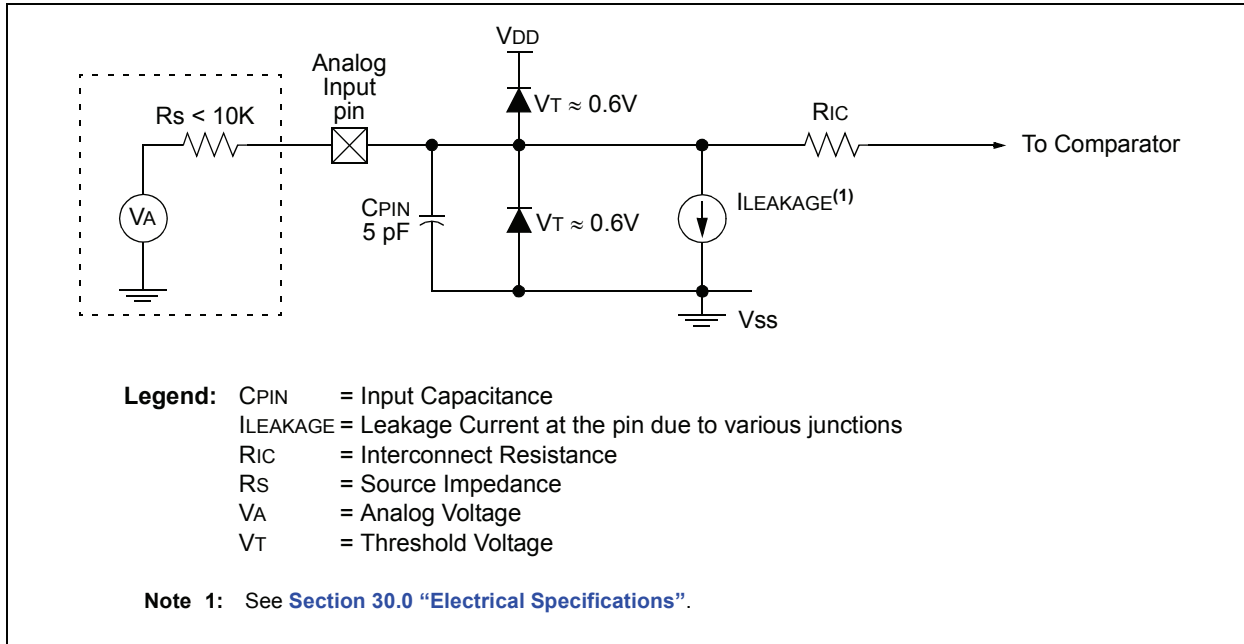 VDD
Analog
Input
pin
Rs < 10K
VT ≈ 0.6V
RIC
To Comparator
VA
CPIN
5 pF
VT ≈ 0.6V
ILEAKAGE(1)
Vss
Legend: CPIN = Input Capacitance
ILEAKAGE = Leakage Current at the pin due to various junctions
RIC = Interconnect Resistance
RS = Source Impedance
VA = Analog Voltage
VT = Threshold Voltage
Note 1: See Section 30.0 “Electrical Specifications”.